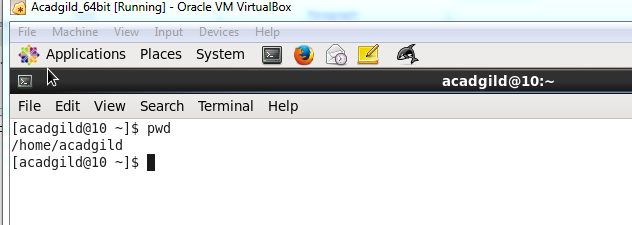 Acadgild_64bit [Running] - Oracle VM VirtualBox
File Machine View Input Devices Help
Applications Places System
acadgild@10:~
File Edit View Search Terminal Help
[acadgild@10 ~]$ pwd
/home/acadgild
[acadgild@10 ~]$